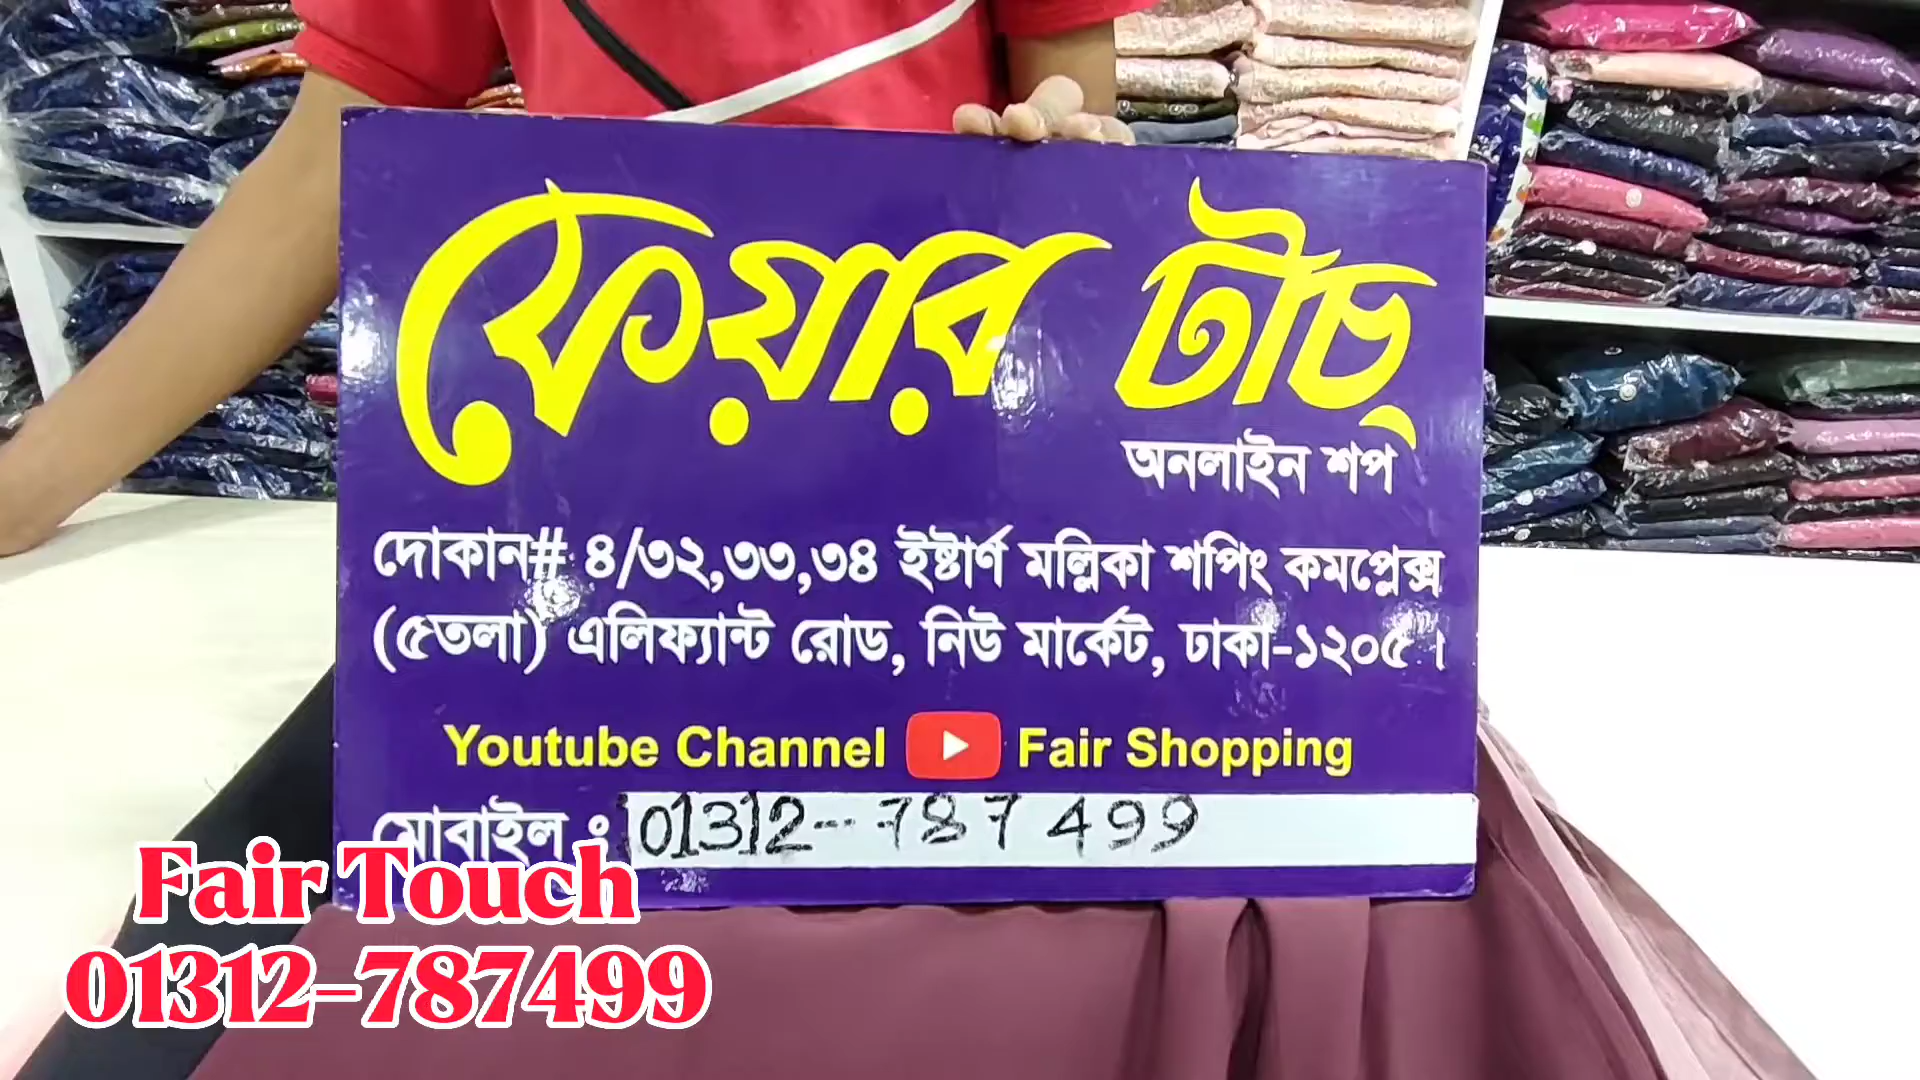 ফেয়ার টাচ্
অনলাইন শপ
দোকান# ৪/৩২,৩৩,৩৪ ইষ্টার্ণ মল্লিকা শপিং কমপ্লেক্স
(৫তলা) এলিফ্যান্ট রোড, নিউ মার্কেট, ঢাকা-১২০৫।
Youtube Channel Fair Shopping
মোবাইল : 01312--787499
Fair Touch
01312-787499